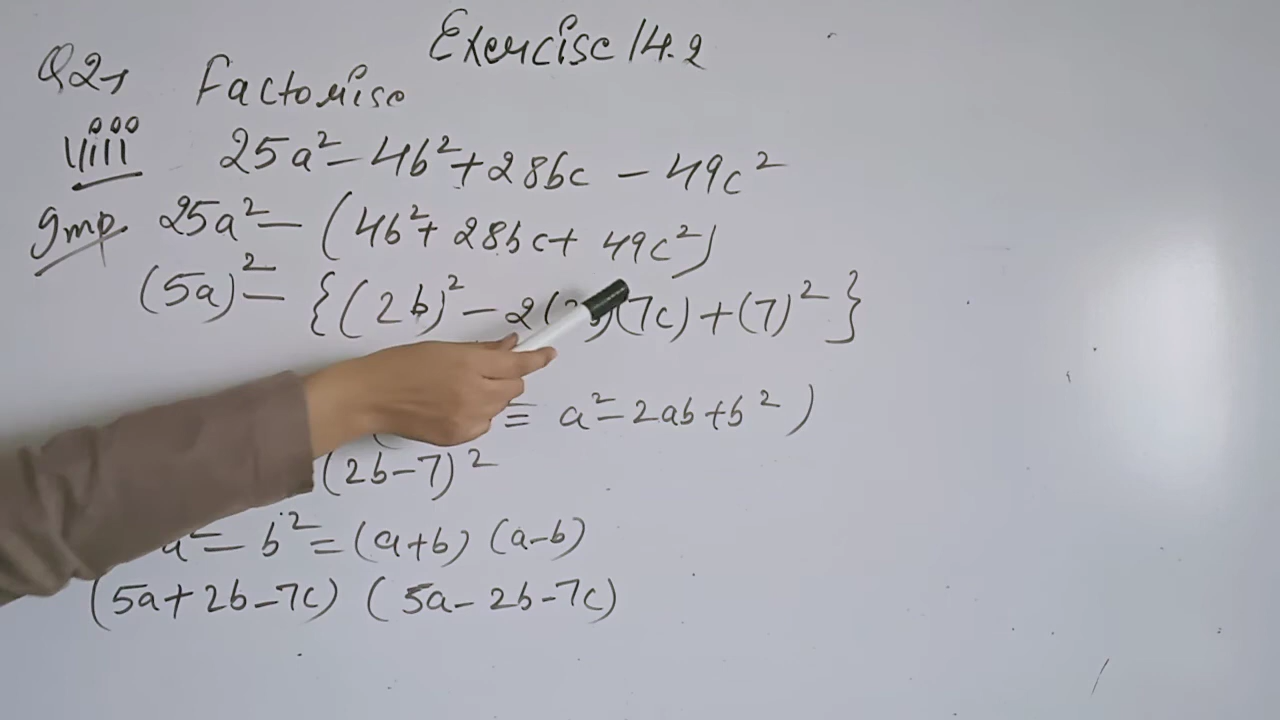 Exercise 14.2
Q2, Factorise
viii 25a² - 4b² + 28bc - 49c²
Imp. 25a² - (4b² + 28bc + 49c²)
(5a)² - {(2b)² - 2( )(7c) + (7)²}
= a² - 2ab + b² )
(2b - 7)²
a² - b² = (a+b) (a-b)
(5a + 2b - 7c) (5a - 2b - 7c)